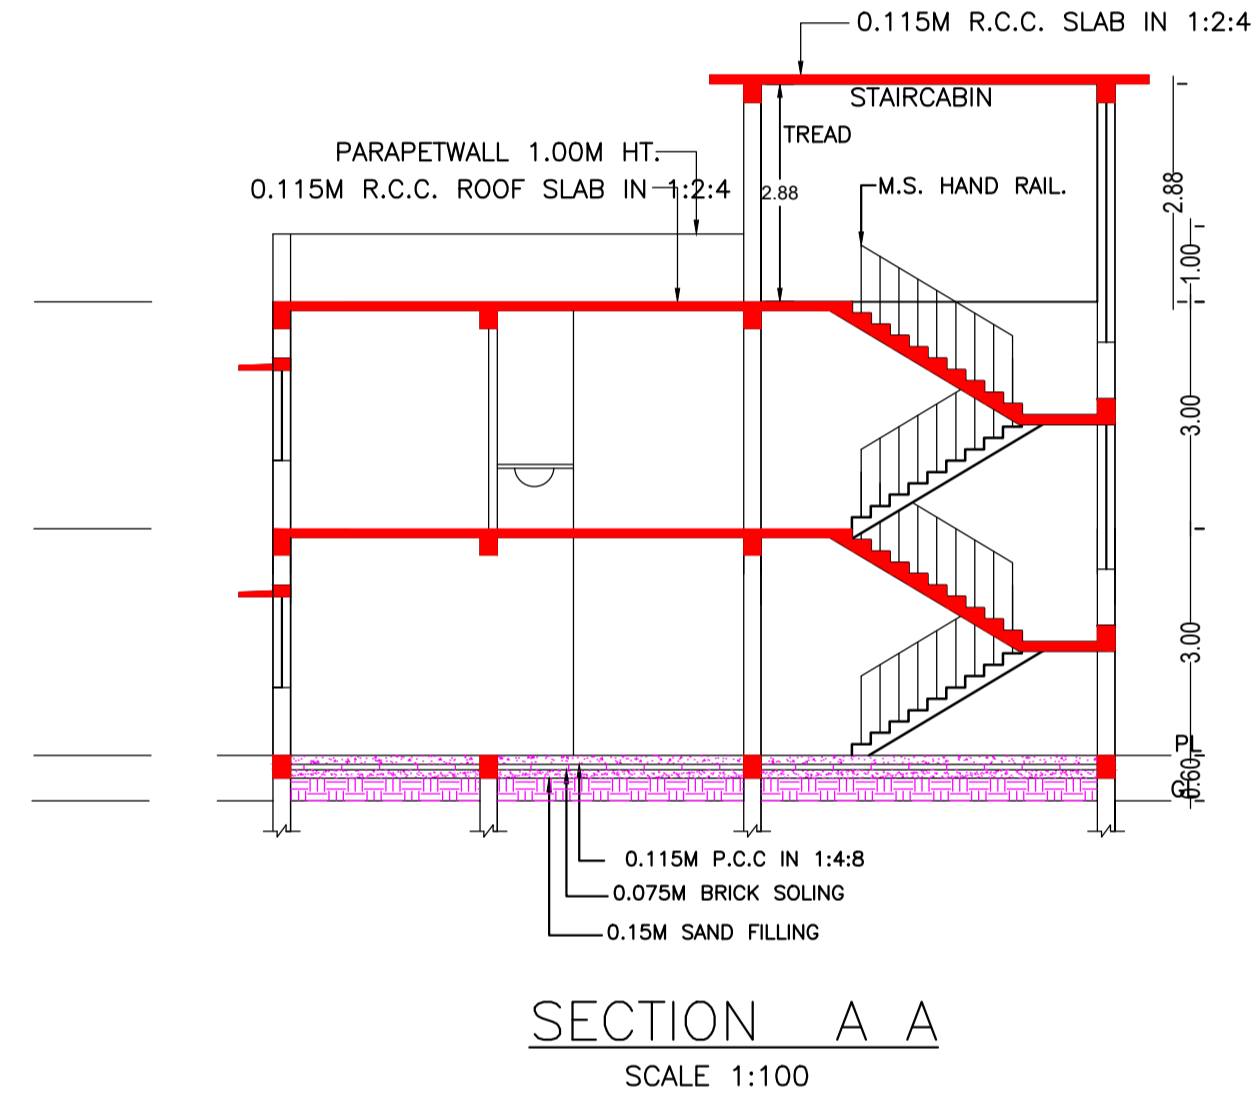 0.115M R.C.C. SLAB IN 1:2:4
STAIRCABIN
TREAD
PARAPETWALL 1.00M HT.
0.115M R.C.C. ROOF SLAB IN 1:2:4
2.88
M.S. HAND RAIL.
2.88
1.00
3.00
3.00
PL
0.60
0.115M P.C.C IN 1:4:8
0.075M BRICK SOLING
0.15M SAND FILLING
SECTION A A
SCALE 1:100